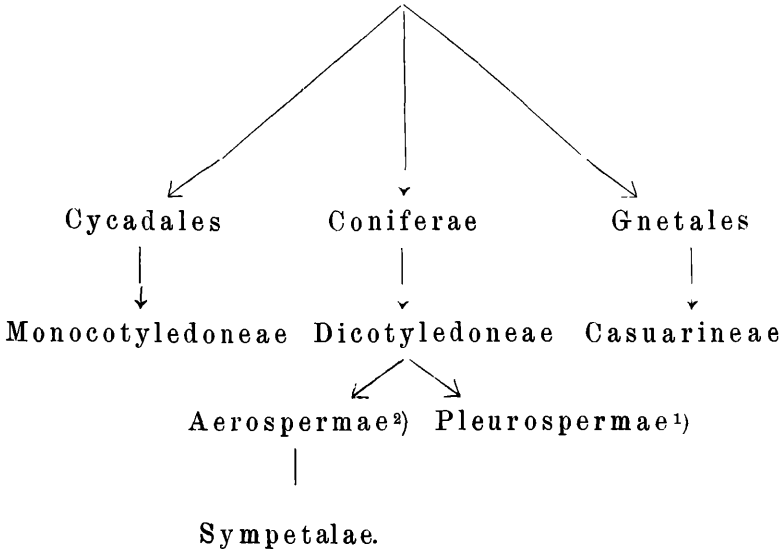 Cycadales Coniferae Gnetales
Monocotyledoneae Dicotyledoneae Casuarineae
Aerospermae²) Pleurospermae¹)
Sympetalae.